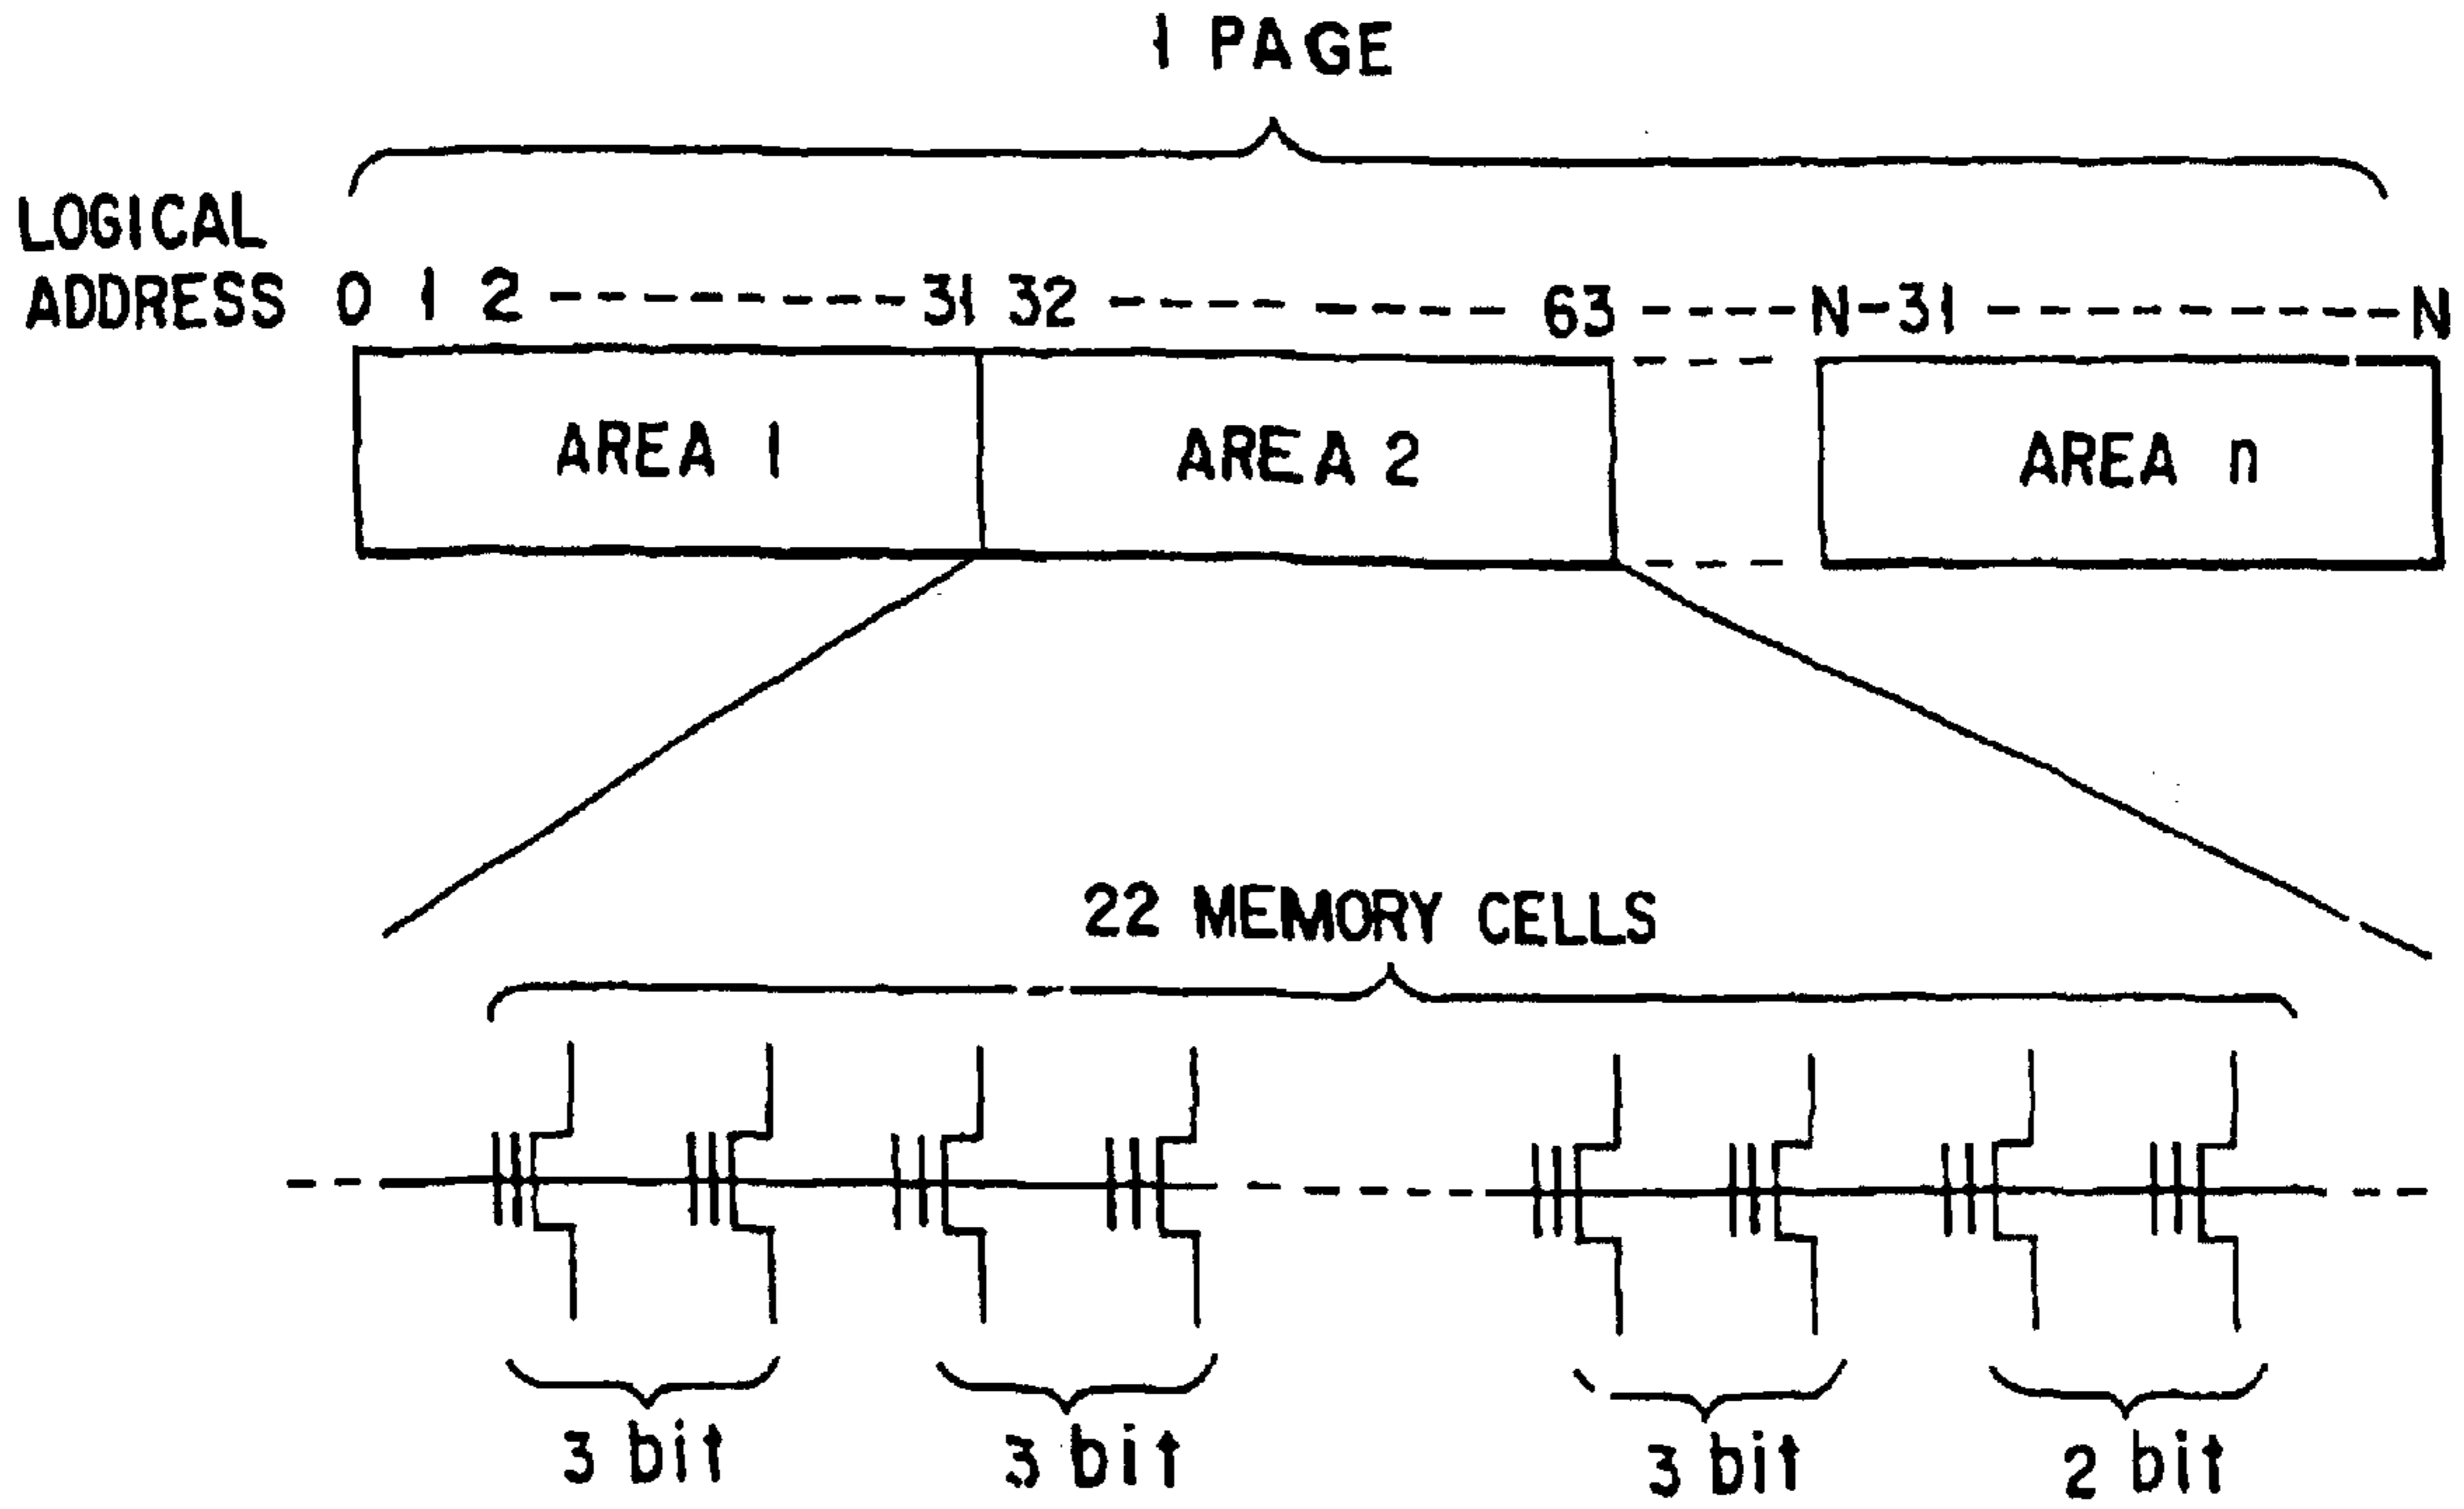 1 PAGE
LOGICAL
ADDRESS 0 1 2 --------- 31 32 --------- 63 ---- N-31 --------- N
AREA 1 AREA 2 AREA n
22 MEMORY CELLS
3 bit 3 bit 3 bit 2 bit